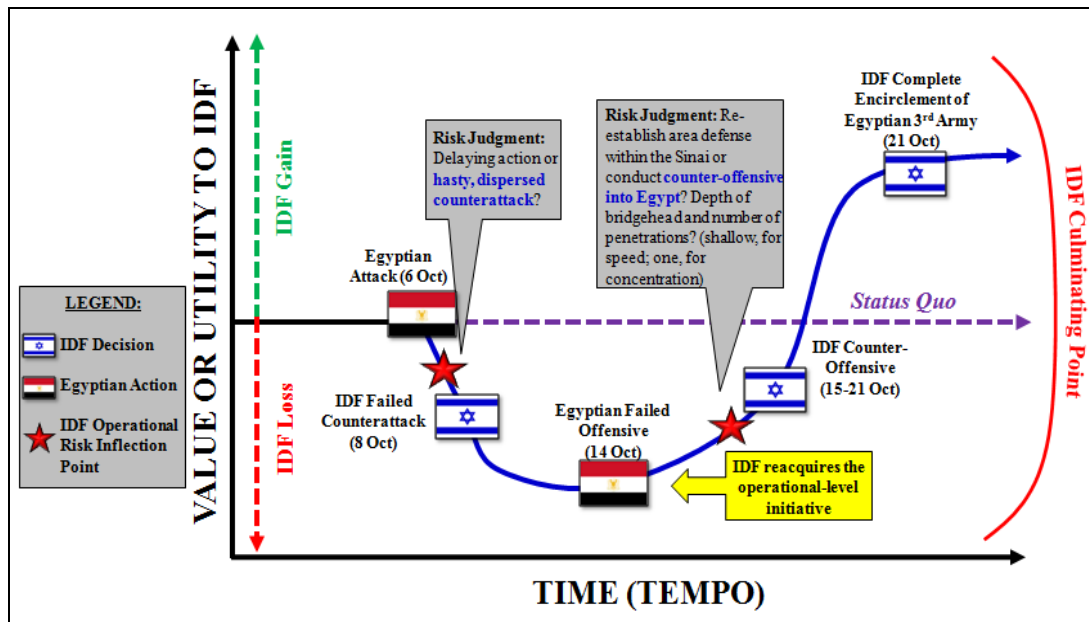 VALUE OR UTILITY TO IDF
IDF Gain
IDF Loss
LEGEND:
IDF Decision
Egyptian Action
IDF Operational
Risk Inflection
Point
Egyptian
Attack (6 Oct)
Risk Judgment:
Delaying action or
hasty, dispersed
counterattack?
IDF Failed
Counterattack
(8 Oct)
Egyptian Failed
Offensive
(14 Oct)
Risk Judgment: Re-
establish area defense
within the Sinai or
conduct counter-offensive
into Egypt? Depth of
bridgehead and number of
penetrations? (shallow, for
speed; one, for
concentration)
IDF reacquires the
operational-level
initiative
IDF Counter-
Offensive
(15-21 Oct)
IDF Complete
Encirclement of
Egyptian 3rd Army
(21 Oct)
Status Quo
IDF Culminating Point
TIME (TEMPO)